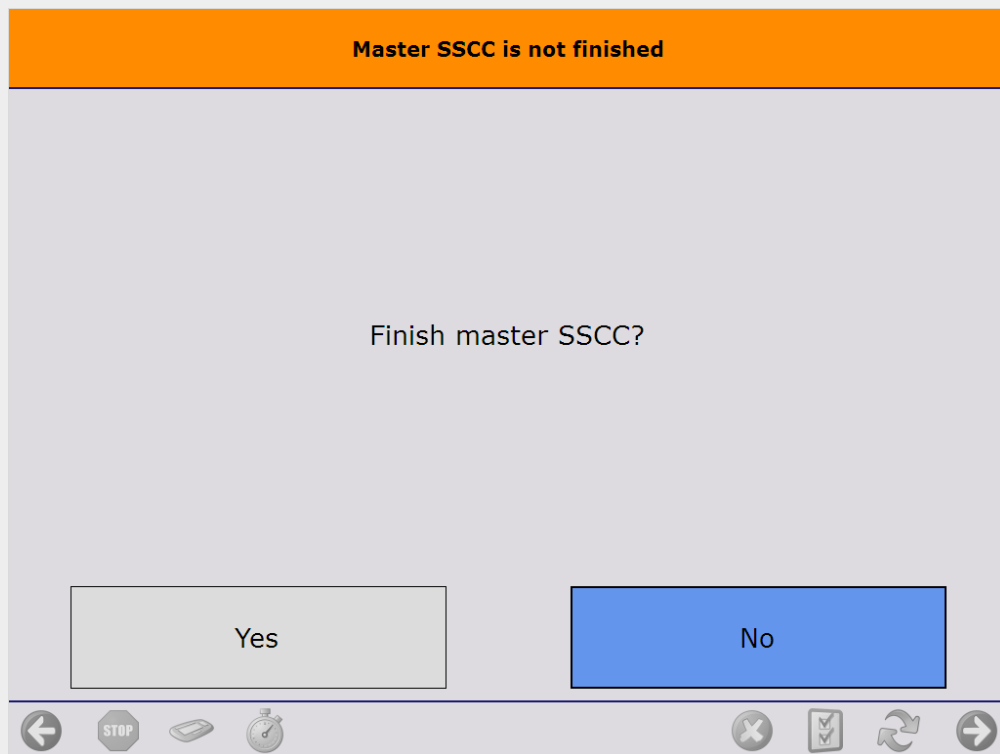 Master SSCC is not finished
Finish master SSCC?
Yes
No
STOP